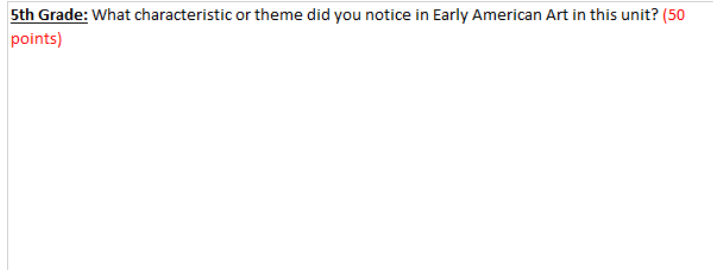 5th Grade: What characteristic or theme did you notice in Early American Art in this unit? (50
points)